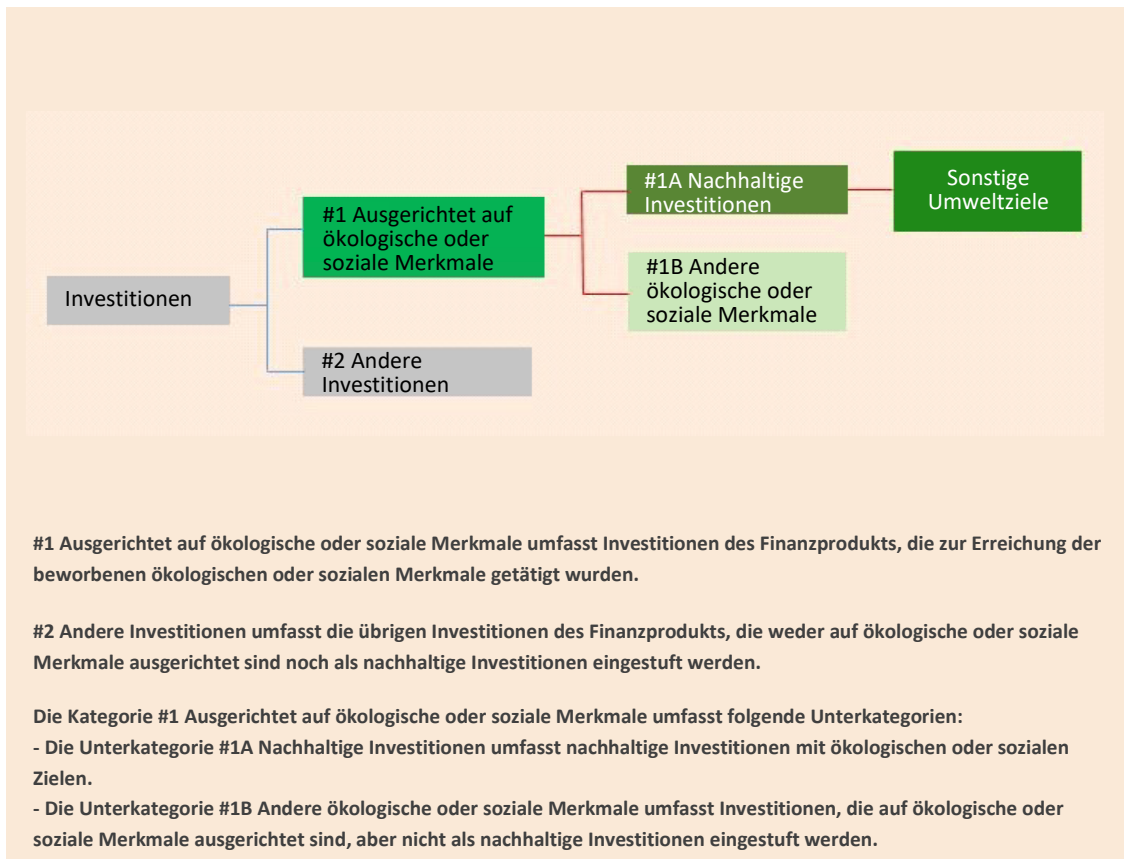 Investitionen
#1 Ausgerichtet auf
ökologische oder
soziale Merkmale
#2 Andere
Investitionen
#1A Nachhaltige
Investitionen
#1B Andere
ökologische oder
soziale Merkmale
Sonstige
Umweltziele
#1 Ausgerichtet auf ökologische oder soziale Merkmale umfasst Investitionen des Finanzprodukts, die zur Erreichung der
beworbenen ökologischen oder sozialen Merkmale getätigt wurden.
#2 Andere Investitionen umfasst die übrigen Investitionen des Finanzprodukts, die weder auf ökologische oder soziale
Merkmale ausgerichtet sind noch als nachhaltige Investitionen eingestuft werden.
Die Kategorie #1 Ausgerichtet auf ökologische oder soziale Merkmale umfasst folgende Unterkategorien:
- Die Unterkategorie #1A Nachhaltige Investitionen umfasst nachhaltige Investitionen mit ökologischen oder sozialen
Zielen.
- Die Unterkategorie #1B Andere ökologische oder soziale Merkmale umfasst Investitionen, die auf ökologische oder
soziale Merkmale ausgerichtet sind, aber nicht als nachhaltige Investitionen eingestuft werden.